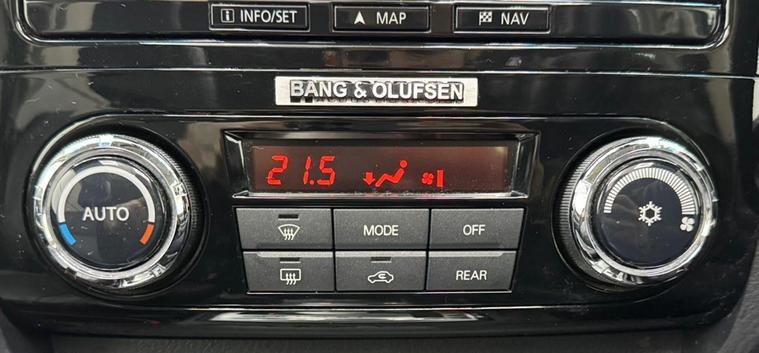 INFO/SET
MAP
NAV
BANG & OLUFSEN
21.5
AUTO
MODE
OFF
REAR